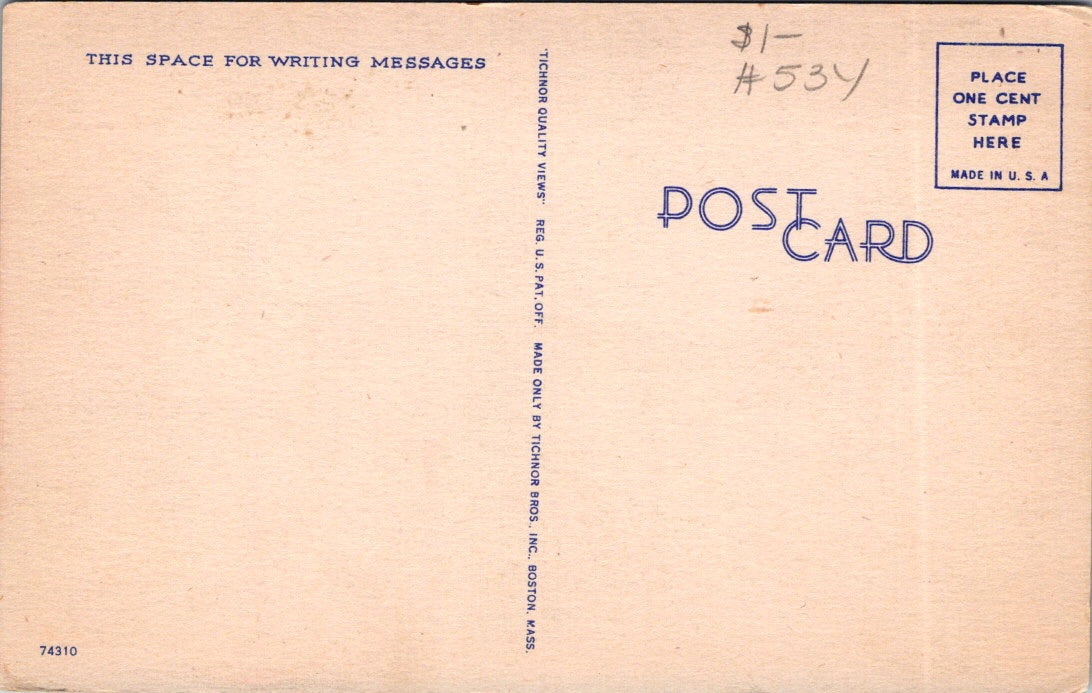 THIS SPACE FOR WRITING MESSAGES
"TICHNOR QUALITY VIEWS" REG. U. S. PAT. OFF. MADE ONLY BY TICHNOR BROS., INC., BOSTON, MASS.
$1-
#534
PLACE
ONE CENT
STAMP
HERE
MADE IN U. S. A
POST
CARD
74310